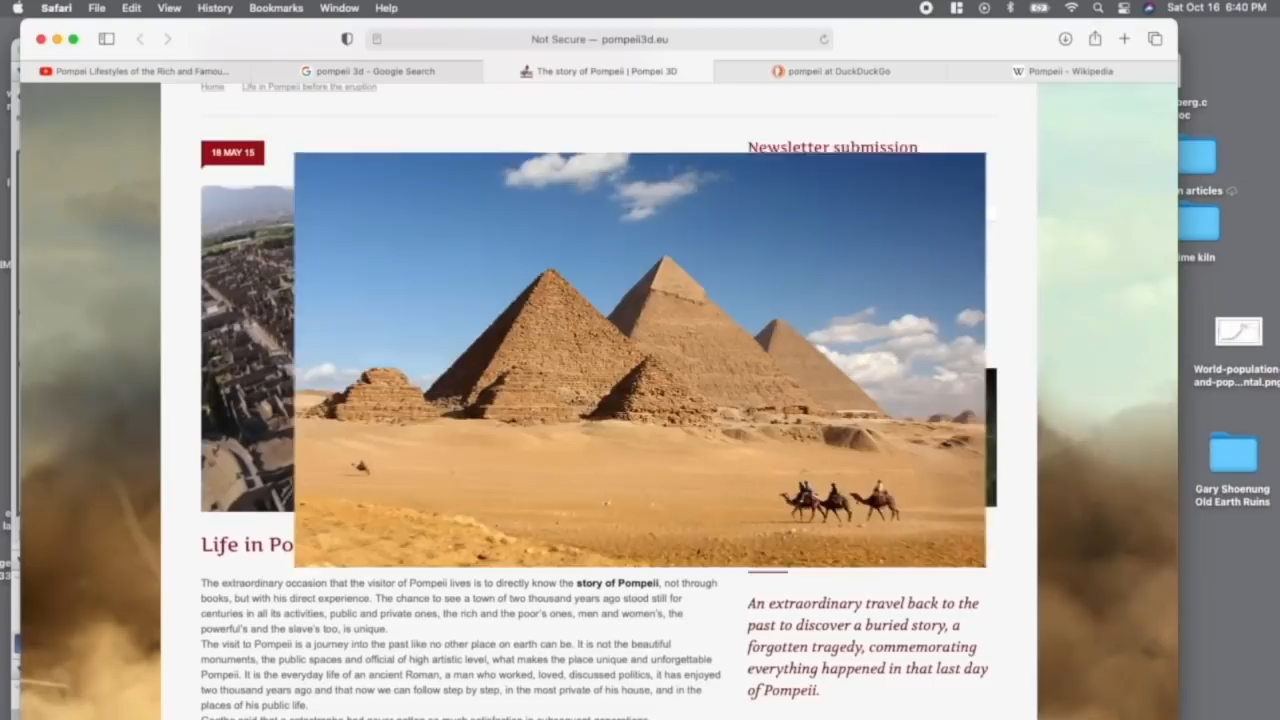 Safari File Edit View History Bookmarks Window Help
Sat Oct 16 6:40 PM
Not Secure — pompeii3d.eu
Pompei Lifestyles of the Rich and Famou...
pompeii 3d - Google Search
The story of Pompeii | Pompei 3D
pompeii at DuckDuckGo
Pompeii - Wikipedia
Home Life in Pompeii before the eruption
18 MAY 15
Newsletter submission
Life in Po
The extraordinary occasion that the visitor of Pompeii lives is to directly know the story of Pompeii, not through
books, but with his direct experience. The chance to see a town of two thousand years ago stood still for
centuries in all its activities, public and private ones, the rich and the poor's ones, men and women's, the
powerful's and the slave's too, is unique.
The visit to Pompeii is a journey into the past like no other place on earth can be. It is not the beautiful
monuments, the public spaces and official of high artistic level, what makes the place unique and unforgettable
Pompeii. It is the everyday life of an ancient Roman, a man who worked, loved, discussed politics, it has enjoyed
two thousand years ago and that now we can follow step by step, in the most private of his house, and in the
places of his public life.
An extraordinary travel back to the
past to discover a buried story, a
forgotten tragedy, commemorating
everything happened in that last day
of Pompeii.
berg.c
oc
n articles
ime kiln
World-population-
and-pop...ntal.png
Gary Shoenung
Old Earth Ruins